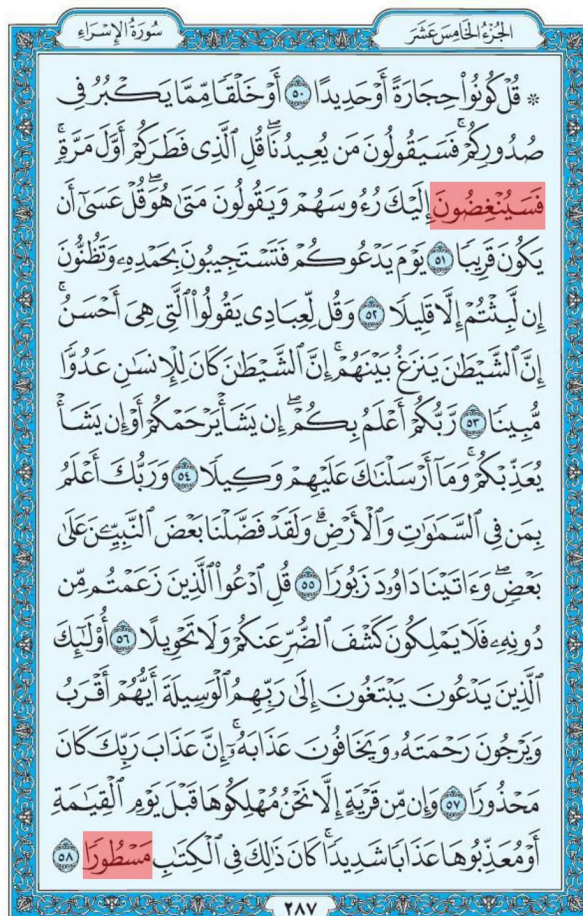 الجُزْءُ الخَامِسَ عَشَرَ
سُورَةُ الإِسْرَاءِ
۞ قُلْ كُونُوا۟ حِجَارَةً أَوْ حَدِيدًا ٥٠ أَوْ خَلْقًا مِّمَّا يَكْبُرُ فِى
صُدُورِكُمْ ۚ فَسَيَقُولُونَ مَن يُعِيدُنَا ۖ قُلِ ٱلَّذِى فَطَرَكُمْ أَوَّلَ مَرَّةٍ ۚ
فَسَيُنْغِضُونَ إِلَيْكَ رُءُوسَهُمْ وَيَقُولُونَ مَتَىٰ هُوَ ۖ قُلْ عَسَىٰٓ أَن
يَكُونَ قَرِيبًا ٥١ يَوْمَ يَدْعُوكُمْ فَتَسْتَجِيبُونَ بِحَمْدِهِۦ وَتَظُنُّونَ
إِن لَّبِثْتُمْ إِلَّا قَلِيلًا ٥٢ وَقُل لِّعِبَادِى يَقُولُوا۟ ٱلَّتِى هِىَ أَحْسَنُ ۚ
إِنَّ ٱلشَّيْطَٰنَ يَنزَغُ بَيْنَهُمْ ۚ إِنَّ ٱلشَّيْطَٰنَ كَانَ لِلْإِنسَٰنِ عَدُوًّا
مُّبِينًا ٥٣ رَّبُّكُمْ أَعْلَمُ بِكُمْ ۖ إِن يَشَأْ يَرْحَمْكُمْ أَوْ إِن يَشَأْ
يُعَذِّبْكُمْ ۚ وَمَآ أَرْسَلْنَٰكَ عَلَيْهِمْ وَكِيلًا ٥٤ وَرَبُّكَ أَعْلَمُ
بِمَن فِى ٱلسَّمَٰوَٰتِ وَٱلْأَرْضِ ۗ وَلَقَدْ فَضَّلْنَا بَعْضَ ٱلنَّبِيِّـۧنَ عَلَىٰ
بَعْضٍ ۖ وَءَاتَيْنَا دَاوُۥدَ زَبُورًا ٥٥ قُلِ ٱدْعُوا۟ ٱلَّذِينَ زَعَمْتُم مِّن
دُونِهِۦ فَلَا يَمْلِكُونَ كَشْفَ ٱلضُّرِّ عَنكُمْ وَلَا تَحْوِيلًا ٥٦ أُو۟لَٰٓئِكَ
ٱلَّذِينَ يَدْعُونَ يَبْتَغُونَ إِلَىٰ رَبِّهِمُ ٱلْوَسِيلَةَ أَيُّهُمْ أَقْرَبُ
وَيَرْجُونَ رَحْمَتَهُۥ وَيَخَافُونَ عَذَابَهُۥٓ ۚ إِنَّ عَذَابَ رَبِّكَ كَانَ
مَحْذُورًا ٥٧ وَإِن مِّن قَرْيَةٍ إِلَّا نَحْنُ مُهْلِكُوهَا قَبْلَ يَوْمِ ٱلْقِيَٰمَةِ
أَوْ مُعَذِّبُوهَا عَذَابًا شَدِيدًا ۚ كَانَ ذَٰلِكَ فِى ٱلْكِتَٰبِ مَسْطُورًا ٥٨
٢٨٧